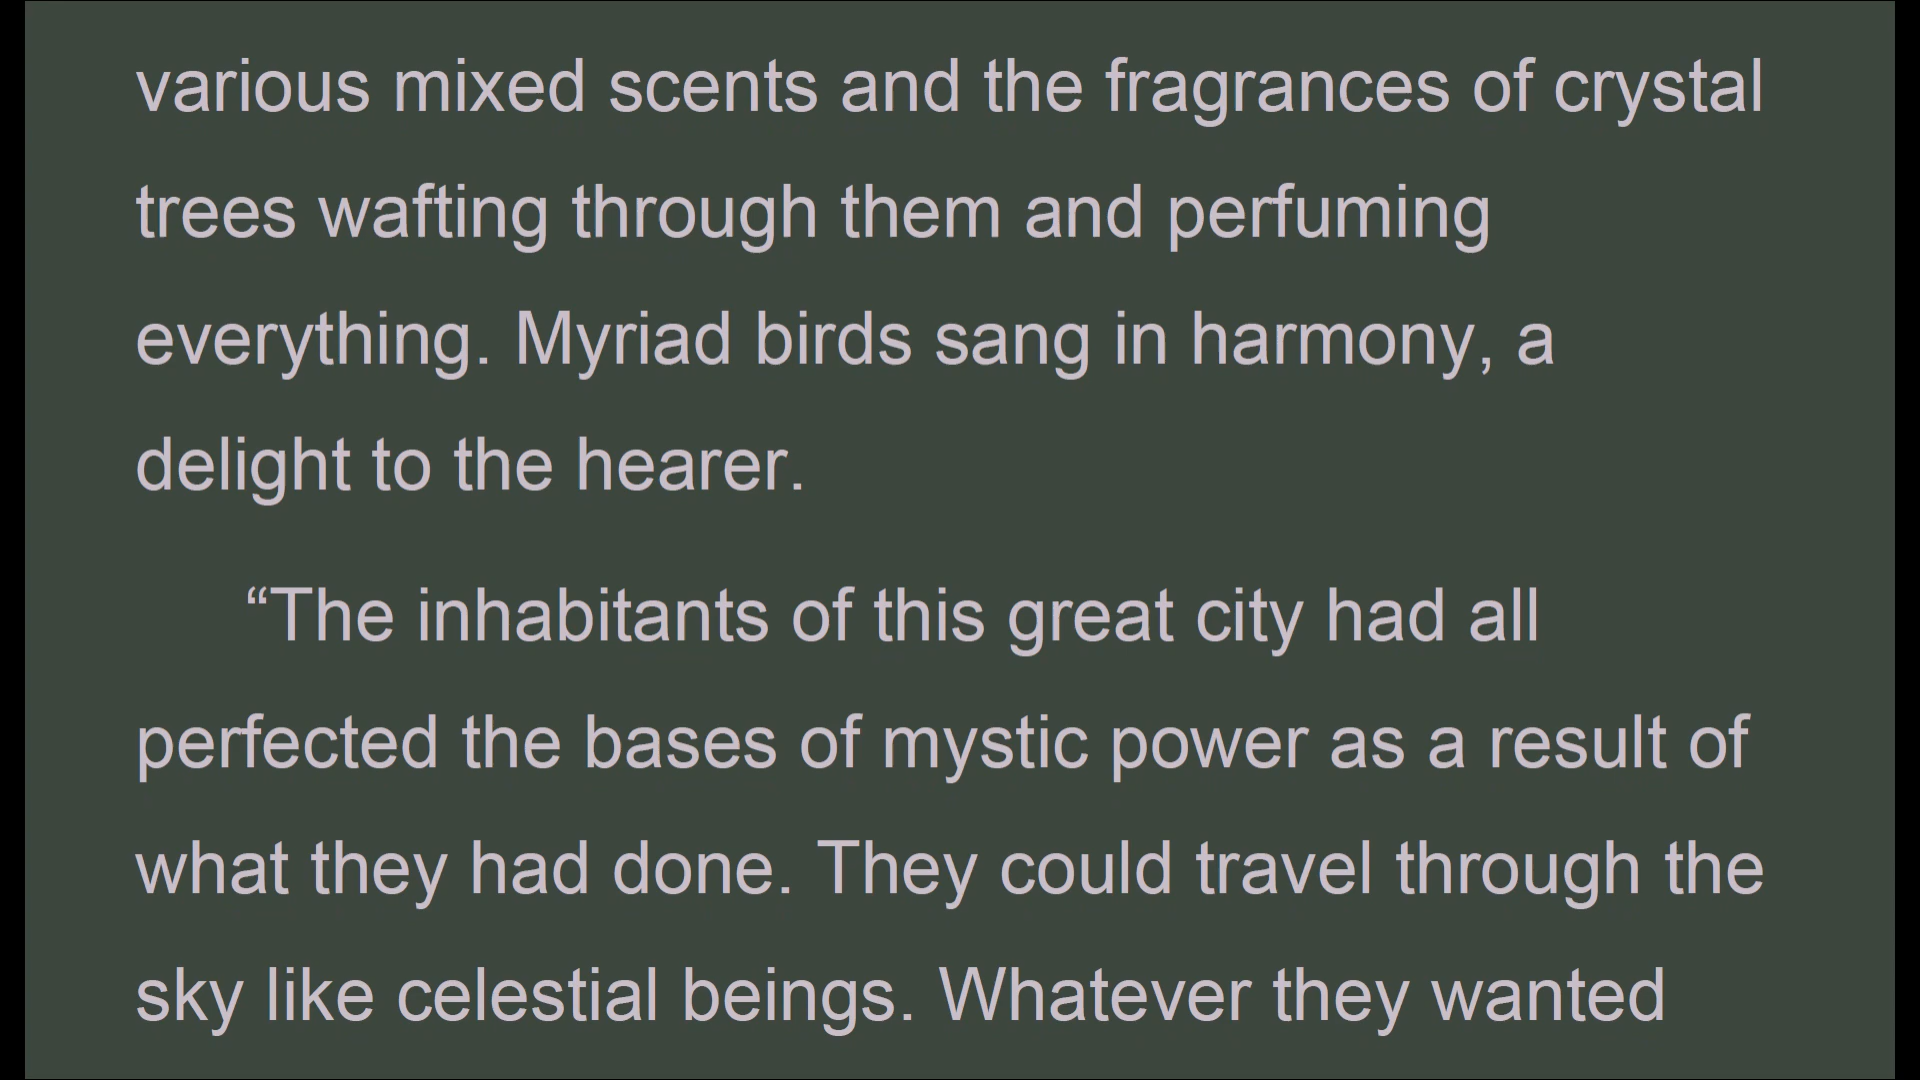 various mixed scents and the fragrances of crystal
trees wafting through them and perfuming
everything. Myriad birds sang in harmony, a
delight to the hearer.
“The inhabitants of this great city had all
perfected the bases of mystic power as a result of
what they had done. They could travel through the
sky like celestial beings. Whatever they wanted